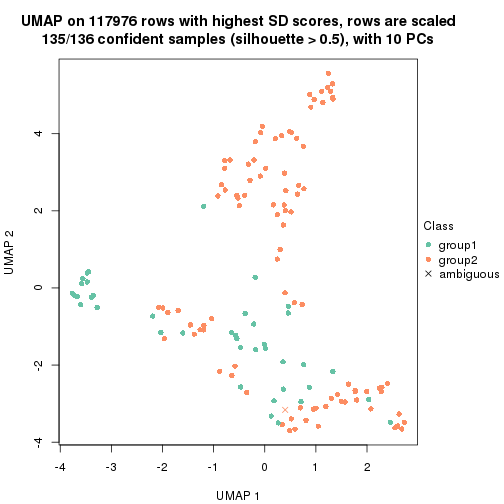 UMAP on 117976 rows with highest SD scores, rows are scaled
135/136 confident samples (silhouette > 0.5), with 10 PCs
4
2
0
-2
-4
UMAP 2
Class
group1
group2
ambiguous
-4 -3 -2 -1 0 1 2
UMAP 1